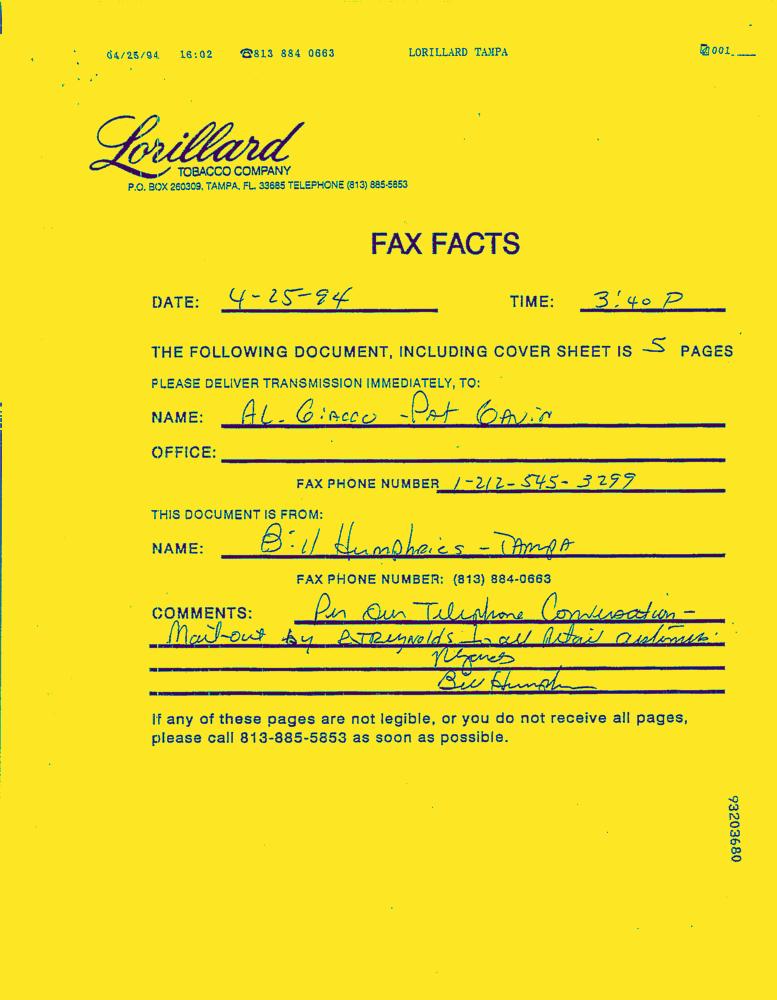 04/25/94 16:02 ☎813 884 0663 LORILLARD TAMPA 001
Lorillard
TOBACCO COMPANY
P.O. BOX 260309, TAMPA, FL. 33685 TELEPHONE (813) 885-5853
FAX FACTS
DATE: 4-25-94 TIME: 3:40 P
THE FOLLOWING DOCUMENT, INCLUDING COVER SHEET IS 5 PAGES
PLEASE DELIVER TRANSMISSION IMMEDIATELY, TO:
NAME: AL. GiAcco - PAt GAViN
OFFICE:
FAX PHONE NUMBER 1-212-545-3299
THIS DOCUMENT IS FROM:
NAME: Bill Humphries - TAmpA
FAX PHONE NUMBER: (813) 884-0663
COMMENTS: Per Our Telephone Conversation -
Mail-out by RJReynolds to all Retail customers.
Bill Humph
If any of these pages are not legible, or you do not receive all pages,
please call 813-885-5853 as soon as possible.
93203680